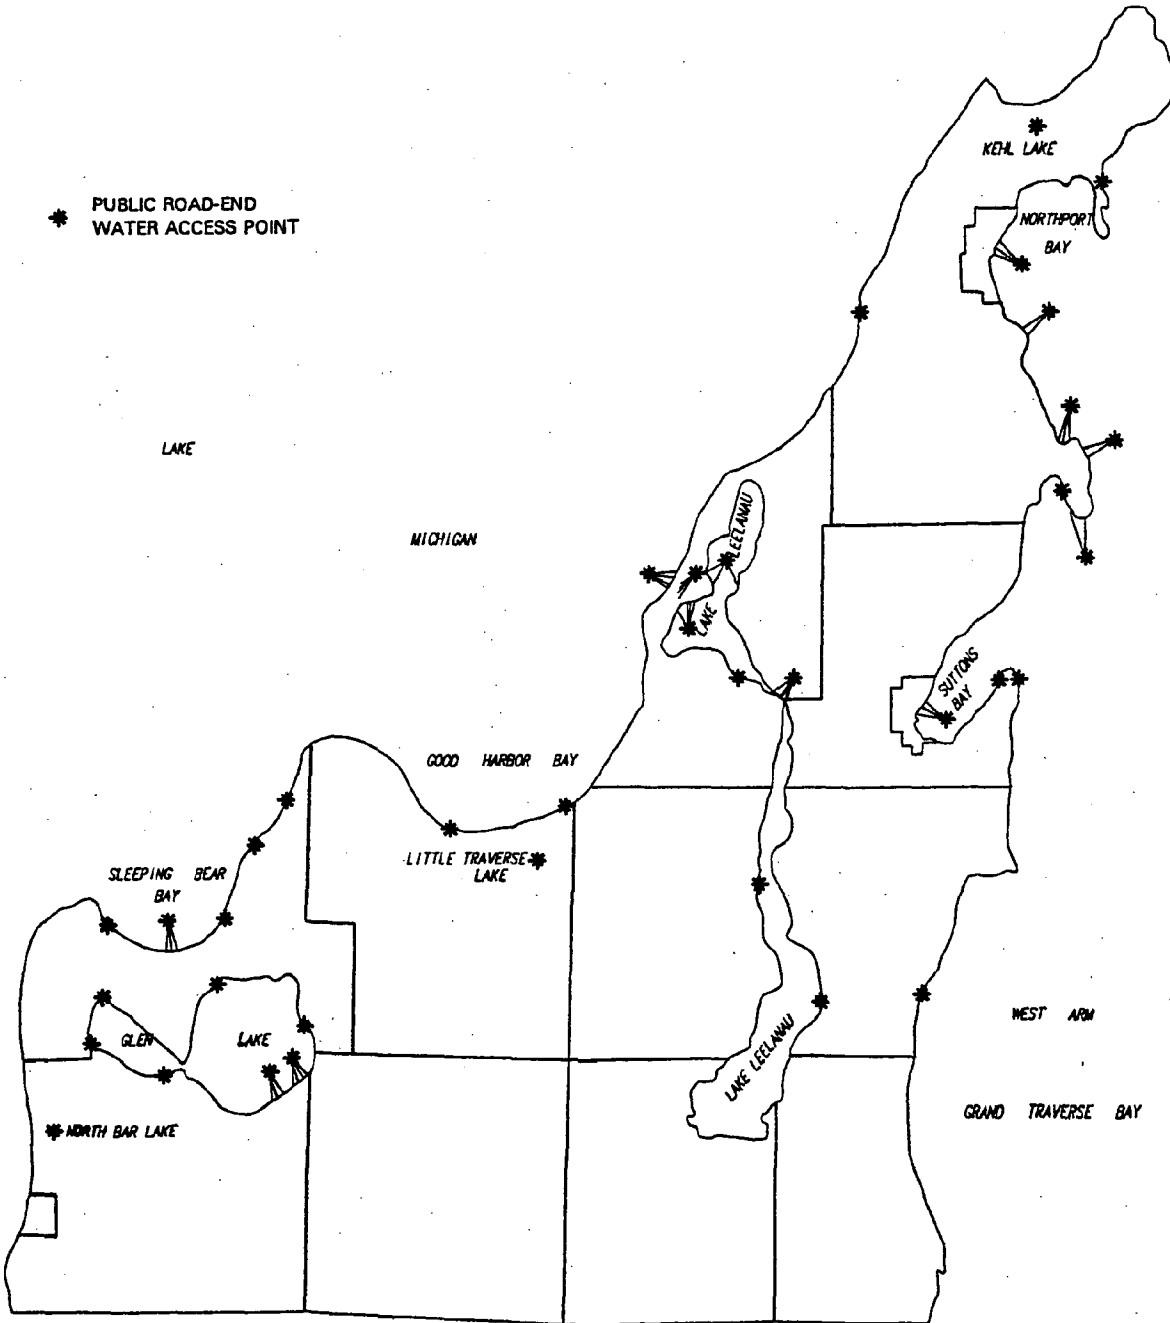 KEHL LAKE
PUBLIC ROAD-END
WATER ACCESS POINT
NORTHPORT
BAY
LAKE
MICHIGAN
LEELANAU
LAKE
SUTTONS
BAY
GOOD HARBOR BAY
LITTLE TRAVERSE
LAKE
SLEEPING BEAR
BAY
GLEN LAKE
WEST ARM
LAKE LEELANAU
GRAND TRAVERSE BAY
NORTH BAR LAKE